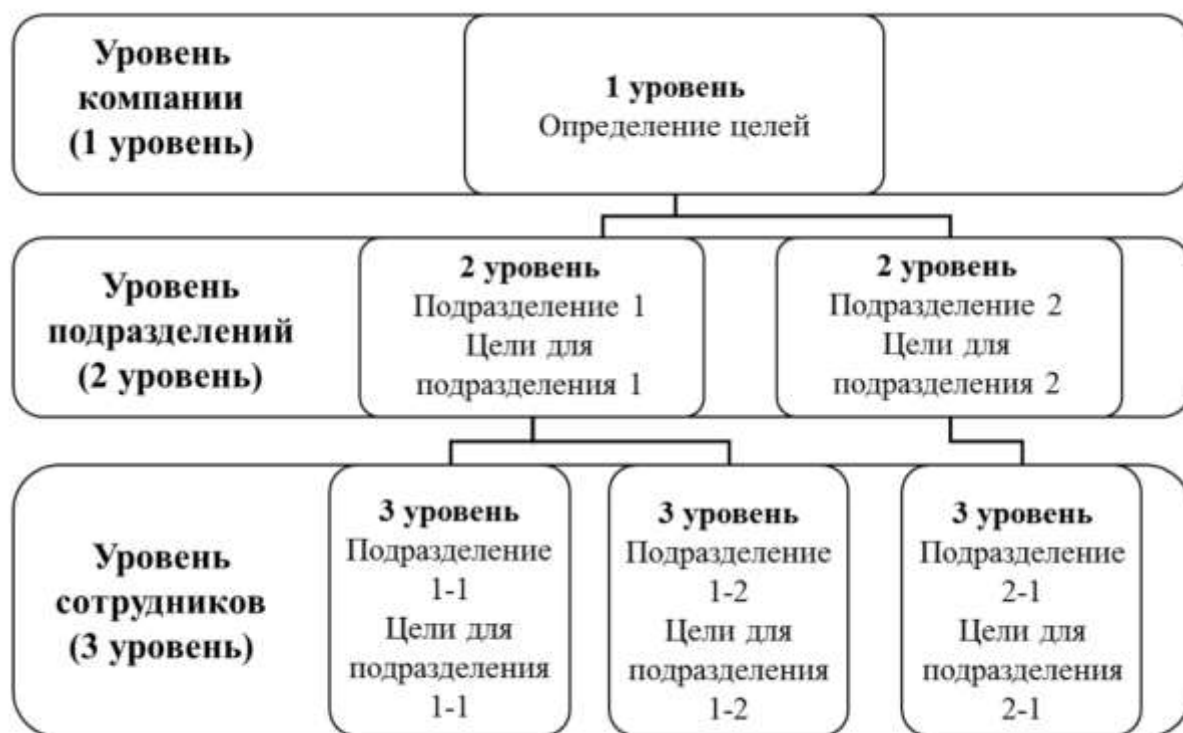 Уровень
компании
(1 уровень)
1 уровень
Определение целей
Уровень
подразделений
(2 уровень)
2 уровень
Подразделение 1
Цели для
подразделения 1
2 уровень
Подразделение 2
Цели для
подразделения 2
Уровень
сотрудников
(3 уровень)
3 уровень
Подразделение
1-1
Цели для
подразделения
1-1
3 уровень
Подразделение
1-2
Цели для
подразделения
1-2
3 уровень
Подразделение
2-1
Цели для
подразделения
2-1